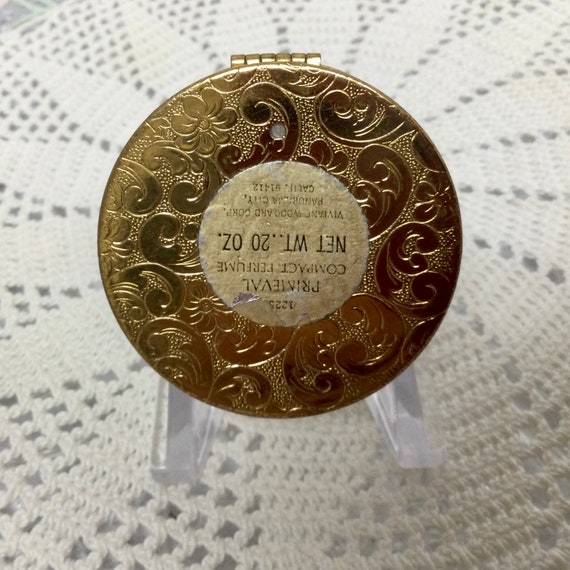 1225
PRIMEVAL
COMPACT PERFUME
NET WT. .20 OZ.
VIVIANE WOODARD CORP.
PANORAMA CITY,
CALIF. 91412